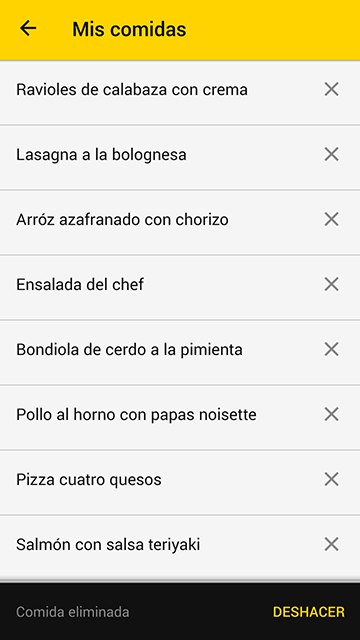 Mis comidas
Ravioles de calabaza con crema
Lasagna a la bolognesa
Arróz azafranado con chorizo
Ensalada del chef
Bondiola de cerdo a la pimienta
Pollo al horno con papas noisette
Pizza cuatro quesos
Salmón con salsa teriyaki
Comida eliminada DESHACER